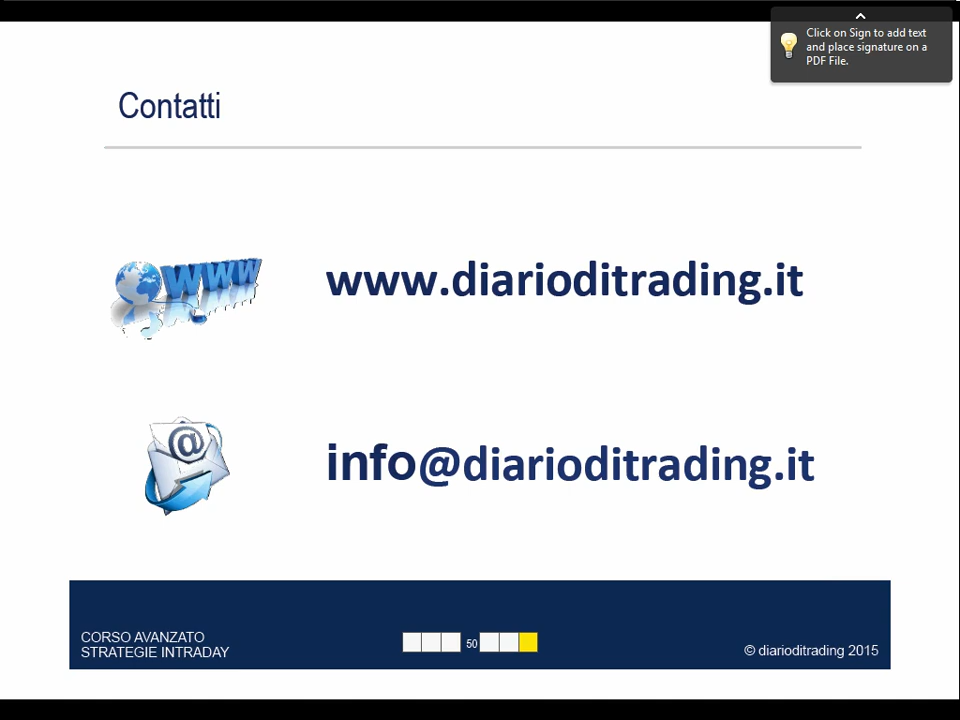 Click on Sign to add text
and place signature on a
PDF File.
Contatti
www
www.diarioditrading.it
@
info@diarioditrading.it
CORSO AVANZATO
STRATEGIE INTRADAY
50
© diarioditrading 2015